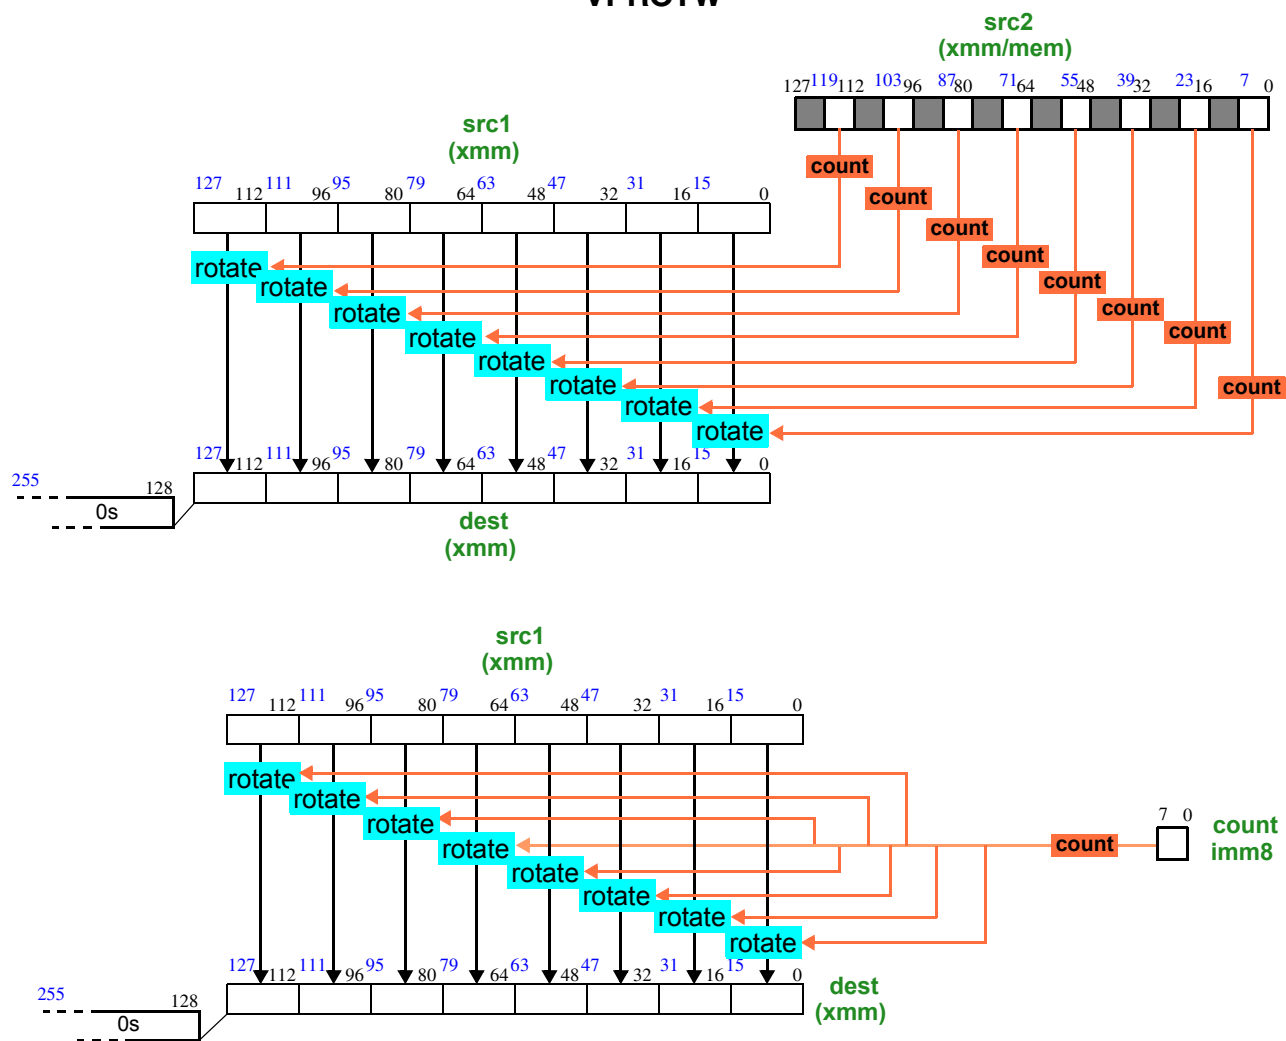 src2
(xmm/mem)
127 119 112 103 96 87 80 71 64 55 48 39 32 23 16 7 0
src1
(xmm)
127 112 111 96 95 80 79 64 63 48 47 32 31 16 15 0
count
count
count
count
count
count
count
count
rotate
rotate
rotate
rotate
rotate
rotate
rotate
rotate
127 112 111 96 95 80 79 64 63 48 47 32 31 16 15 0
255 128
0s
dest
(xmm)
src1
(xmm)
127 112 111 96 95 80 79 64 63 48 47 32 31 16 15 0
rotate
rotate
rotate
rotate
rotate
rotate
rotate
rotate
7 0
count
count
imm8
127 112 111 96 95 80 79 64 63 48 47 32 31 16 15 0
255 128
0s
dest
(xmm)